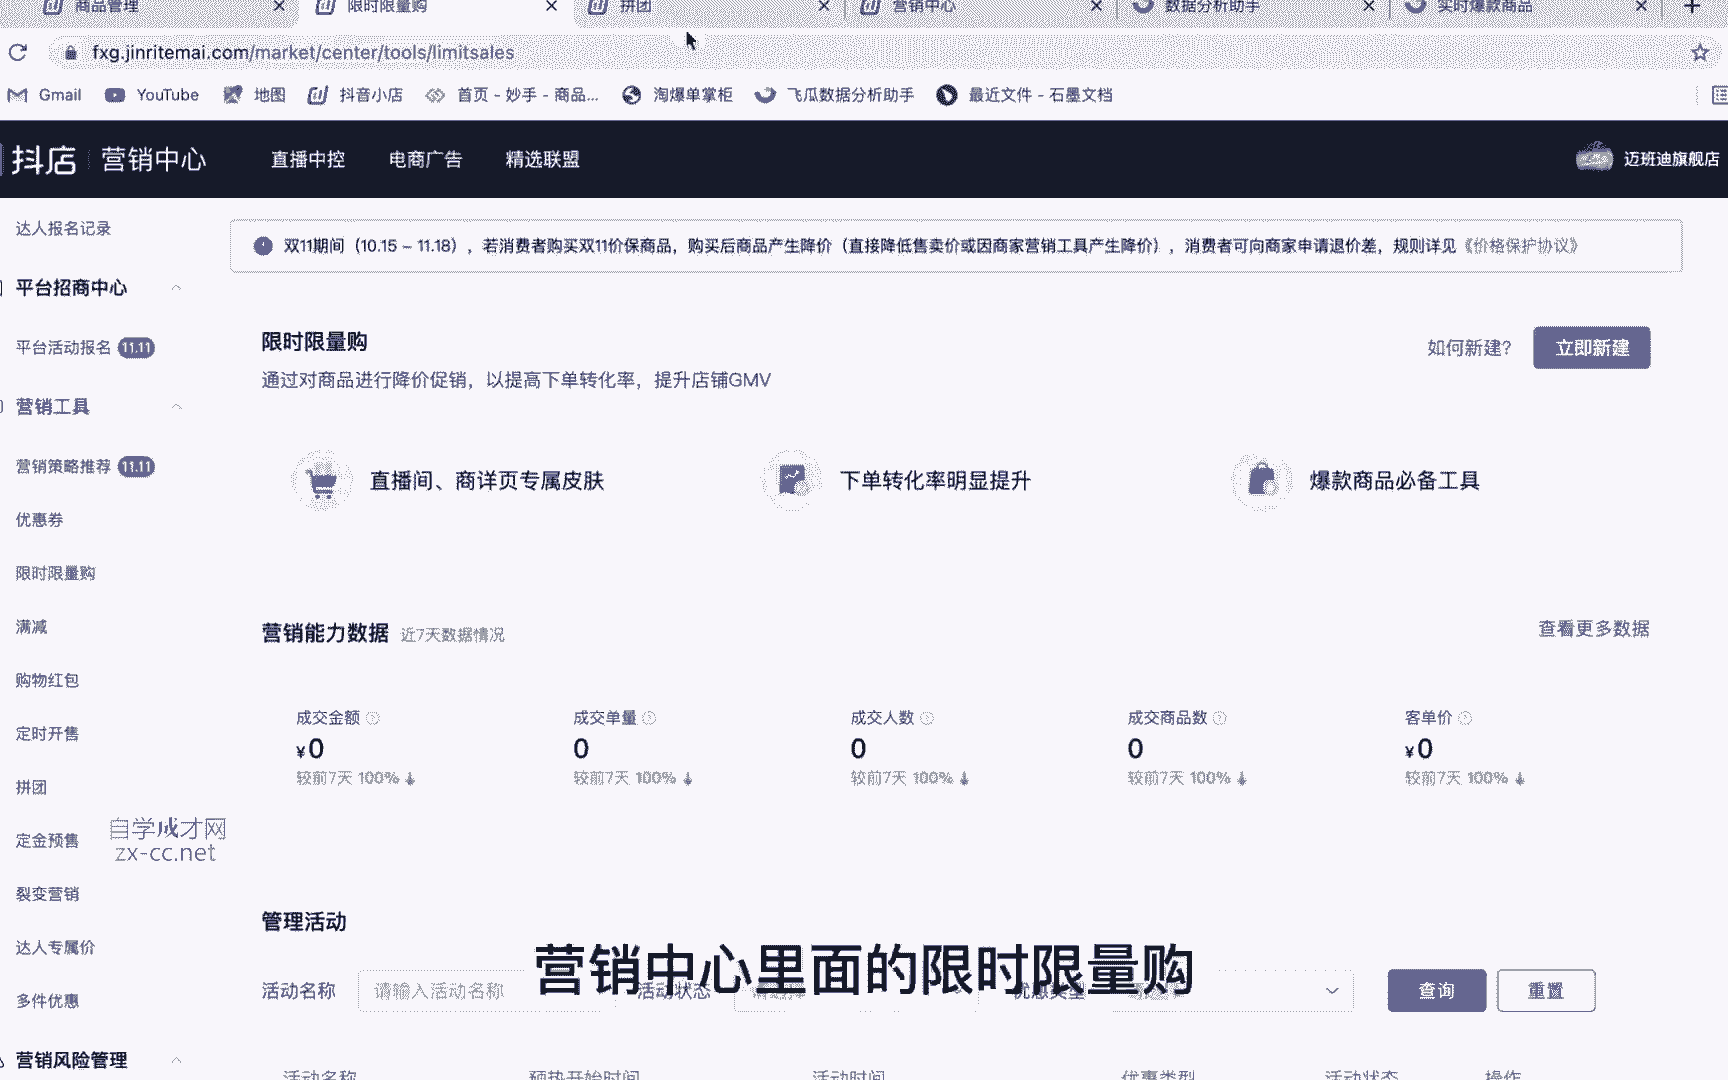 商品管理
限时限量购
拼团
营销中心
数据分析助手
实时爆款商品
fxg.jinritemai.com/market/center/tools/limitsales
Gmail
YouTube
地图
抖音小店
首页 - 妙手 - 商品...
淘爆单掌柜
飞瓜数据分析助手
最近文件 - 石墨文档
抖店
营销中心
直播中控
电商广告
精选联盟
迈班迪旗舰店
达人报名记录
平台招商中心
平台活动报名 11.11
营销工具
营销策略推荐 11.11
优惠券
限时限量购
满减
购物红包
定时开售
拼团
定金预售
裂变营销
达人专属价
多件优惠
营销风险管理
双11期间（10.15 – 11.18），若消费者购买双11价保商品，购买后商品产生降价（直接降低售卖价或因商家营销工具产生降价），消费者可向商家申请退价差，规则详见《价格保护协议》
限时限量购
通过对商品进行降价促销，以提高下单转化率，提升店铺GMV
如何新建?
立即新建
直播间、商详页专属皮肤
下单转化率明显提升
爆款商品必备工具
营销能力数据 近7天数据情况
查看更多数据
成交金额
¥0
较前7天 100%
成交单量
0
较前7天 100%
成交人数
0
较前7天 100%
成交商品数
0
较前7天 100%
客单价
¥0
较前7天 100%
自学成才网
zx-cc.net
管理活动
活动名称
请输入活动名称
活动状态
优惠类型
查询
重置
营销中心里面的限时限量购
活动名称
预热开始时间
活动时间
优惠类型
活动状态
操作